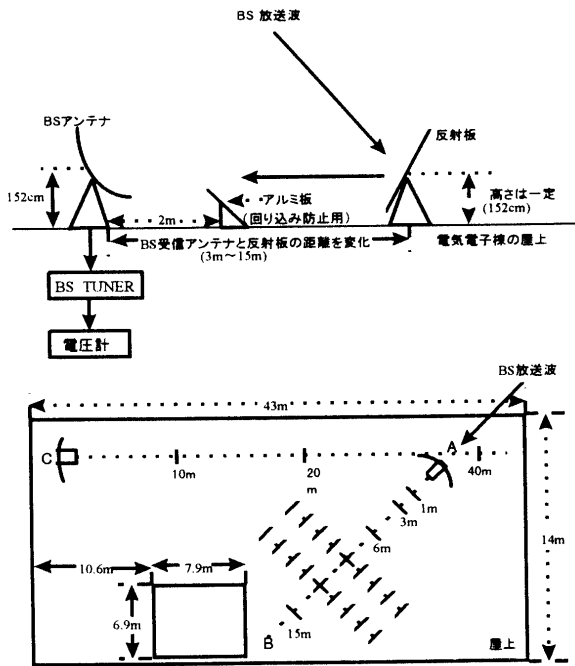 BS 放送波
BSアンテナ
反射板
152cm
2m
アルミ板
(回り込み防止用)
高さは一定
(152cm)
BS受信アンテナと反射板の距離を変化
(3m～15m)
電気電子棟の屋上
BS TUNER
電圧計
BS放送波
43m
A
C
10m
20
m
40m
1m
3m
6m
14m
10.6m
7.9m
6.9m
15m
B
屋上